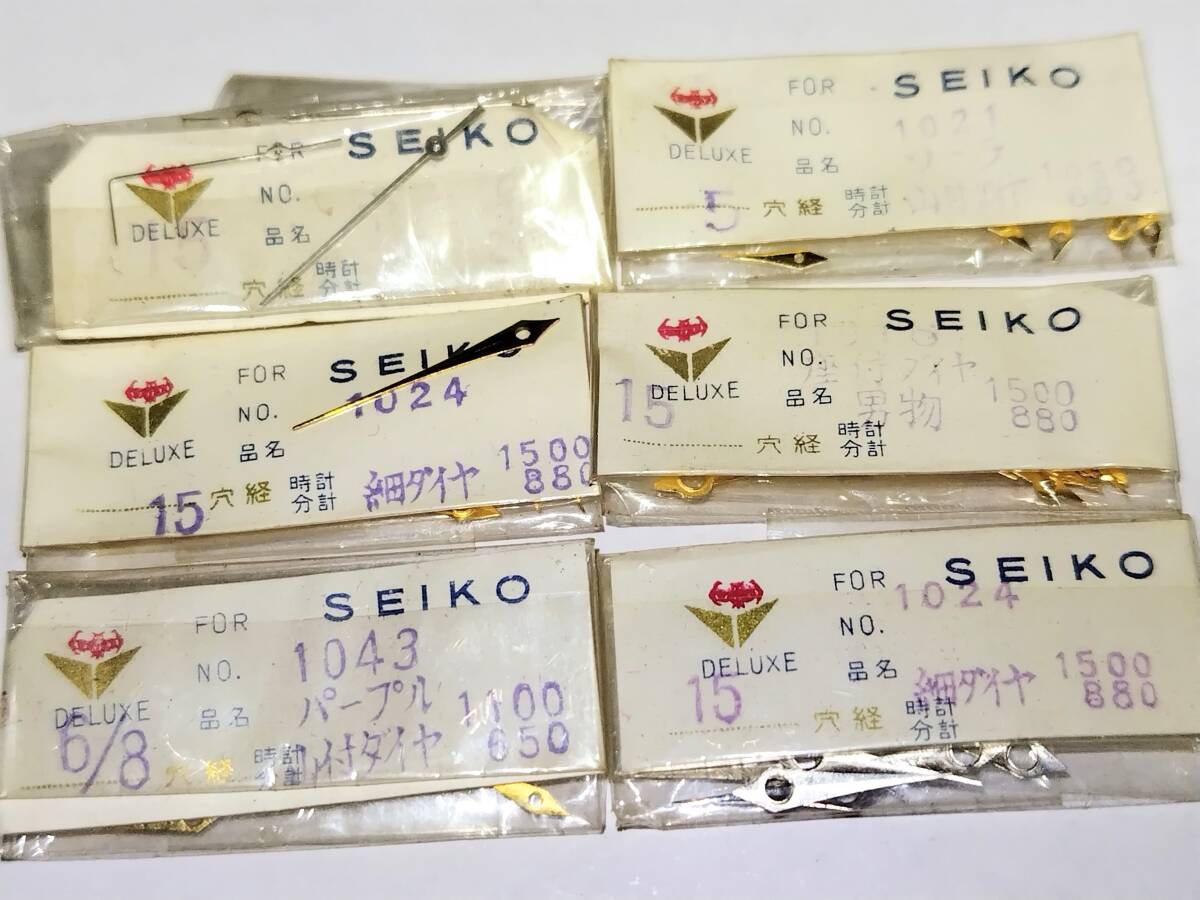 FOR SEIKO
NO.
DELUXE
品名
穴経 時計
分計
FOR SEIKO
NO. 1021
DELUXE
品名
5 穴経 時計
分計
883
FOR SEIKO
NO. 1024
DELUXE
品名
15 穴経 時計
分計
細ダイヤ 1500
880
FOR SEIKO
NO.
座付ダイヤ
DELUXE
品名 男物 1500
880
15 穴経 時計
分計
FOR SEIKO
NO. 1043
DELUXE
品名 パープル 1100
650
6/8 穴経 時計
分計
付ダイヤ
FOR SEIKO
1024
NO.
DELUXE
品名 細ダイヤ 1500
880
15 穴経 時計
分計